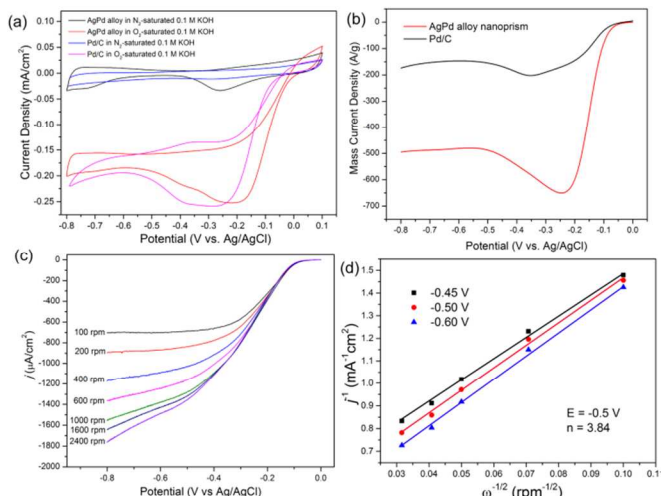 (a)
AgPd alloy in N2-saturated 0.1 M KOH
AgPd alloy in O2-saturated 0.1 M KOH
Pd/C in N2-saturated 0.1 M KOH
Pd/C in O2-saturated 0.1 M KOH
Current Density (mA/cm²)
0.10
0.05
0.00
-0.05
-0.10
-0.15
-0.20
-0.25
-0.8 -0.7 -0.6 -0.5 -0.4 -0.3 -0.2 -0.1 0.0 0.1
Potential (V vs. Ag/AgCl)
(b)
AgPd alloy nanoprism
Pd/C
Mass Current Density (A/g)
0
-100
-200
-300
-400
-500
-600
-700
-0.8 -0.7 -0.6 -0.5 -0.4 -0.3 -0.2 -0.1 0.0
Potential (V vs. Ag/AgCl)
(c)
i/(μA/cm²)
0
-200
-400
-600
-800
-1000
-1200
-1400
-1600
-1800
-2000
100 rpm
200 rpm
400 rpm
600 rpm
1000 rpm
1600 rpm
2400 rpm
-0.8 -0.6 -0.4 -0.2 0.0
Potential (V vs Ag/AgCl)
(d)
-0.45 V
-0.50 V
-0.60 V
j⁻¹ (mA⁻¹cm²)
1.5
1.4
1.3
1.2
1.1
1.0
0.9
0.8
0.7
E = -0.5 V
n = 3.84
0.03 0.04 0.05 0.06 0.07 0.08 0.09 0.10 0.11
ω⁻¹/² (rpm⁻¹/²)